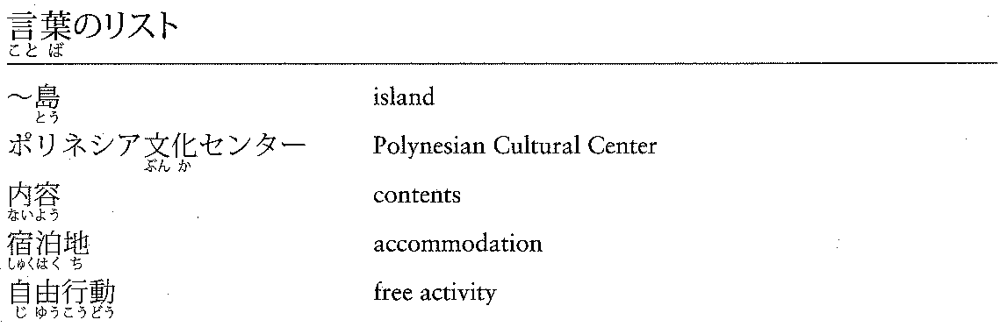 言葉のリスト
ことば
～島 island
とう
ポリネシア文化センター Polynesian Cultural Center
ぶんか
内容 contents
ないよう
宿泊地 accommodation
しゅくはくち
自由行動 free activity
じゆうこうどう